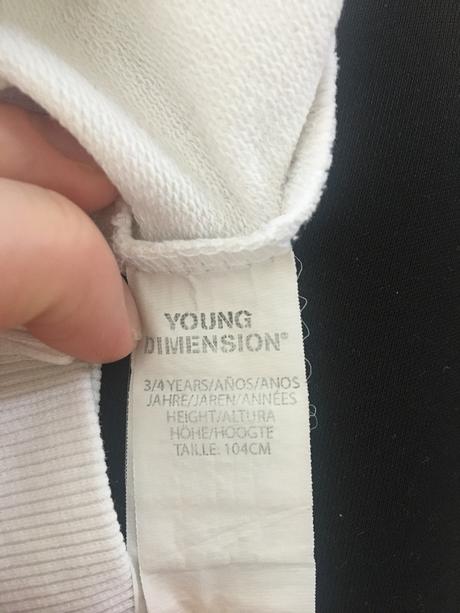 YOUNG
DIMENSION®
3/4 YEARS/AÑOS/ANOS
JAHRE/JAREN/ANNÉES
HEIGHT/ALTURA
HÖHE/HOOGTE
TAILLE: 104CM